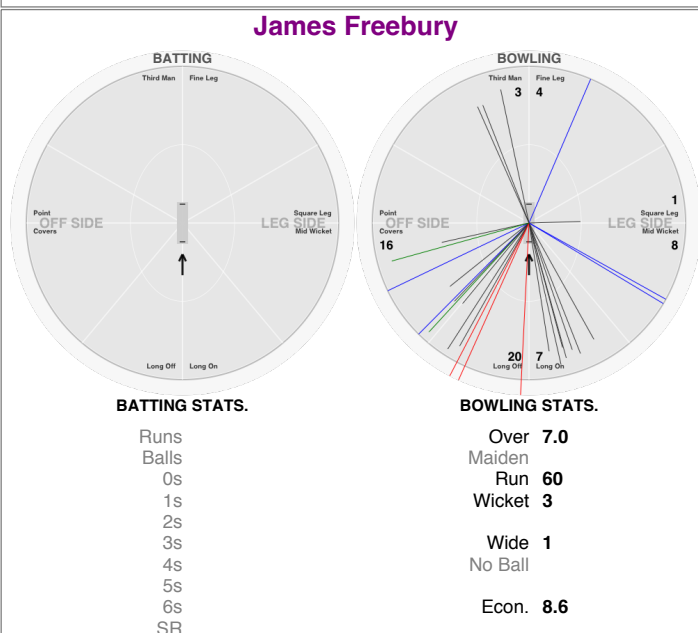 James Freebury
BATTING
Third Man Fine Leg
Point
OFF SIDE
Covers
Square Leg
LEG SIDE
Mid Wicket
Long Off Long On
BATTING STATS.
Runs
Balls
0s
1s
2s
3s
4s
5s
6s
SR
BOWLING
Third Man Fine Leg
3 4
Point
OFF SIDE
Covers
16
1
Square Leg
LEG SIDE
Mid Wicket
8
20 7
Long Off Long On
BOWLING STATS.
Over 7.0
Maiden
Run 60
Wicket 3
Wide 1
No Ball
Econ. 8.6